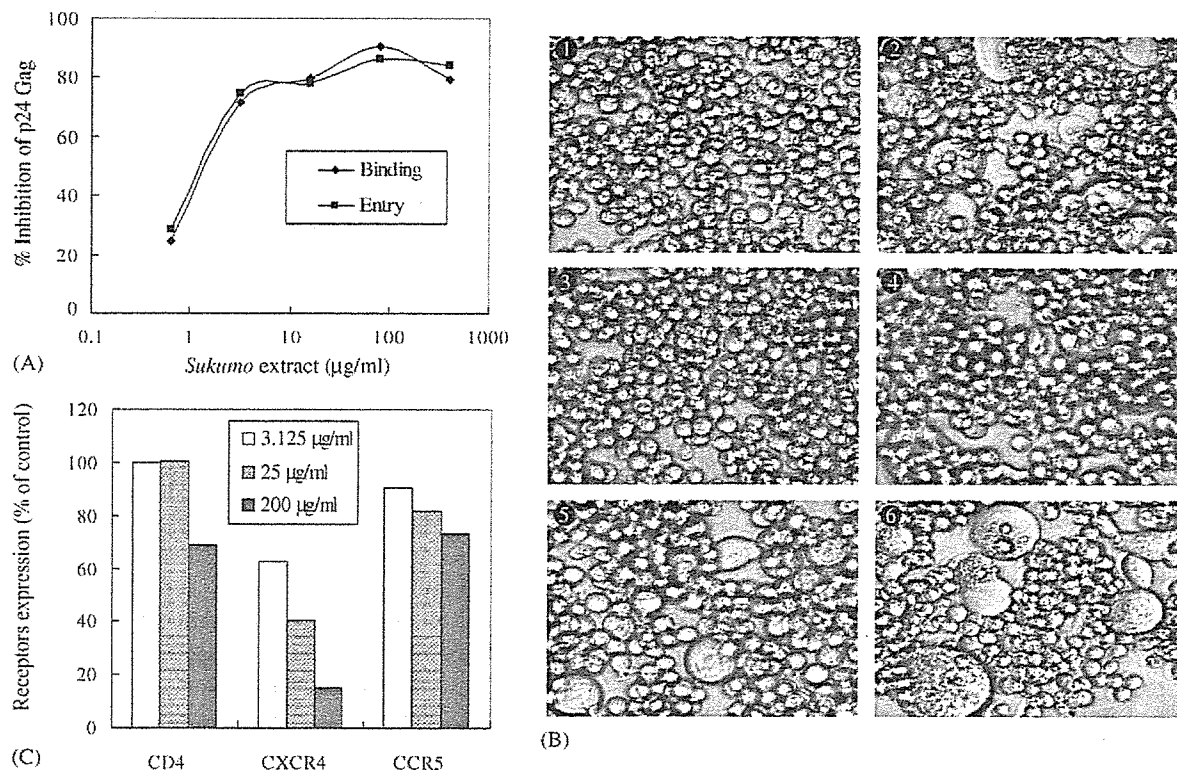 (A)
% Inhibition of p24 Gag
100
80
60
40
20
0
Binding
Entry
0.1
1
10
100
1000
Sukumo extract (µg/ml)
(C)
Receptors expression (% of control)
120
100
80
60
40
20
0
3.125 µg/ml
25 µg/ml
200 µg/ml
CD4
CXCR4
CCR5
(B)
1
2
3
4
5
6